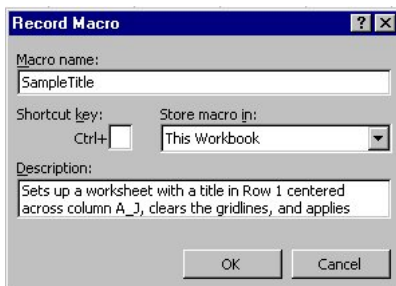 Record Macro
Macro name:
SampleTitle
Shortcut key: Store macro in:
Ctrl+ This Workbook
Description:
Sets up a worksheet with a title in Row 1 centered
across column A_J, clears the gridlines, and applies
OK Cancel